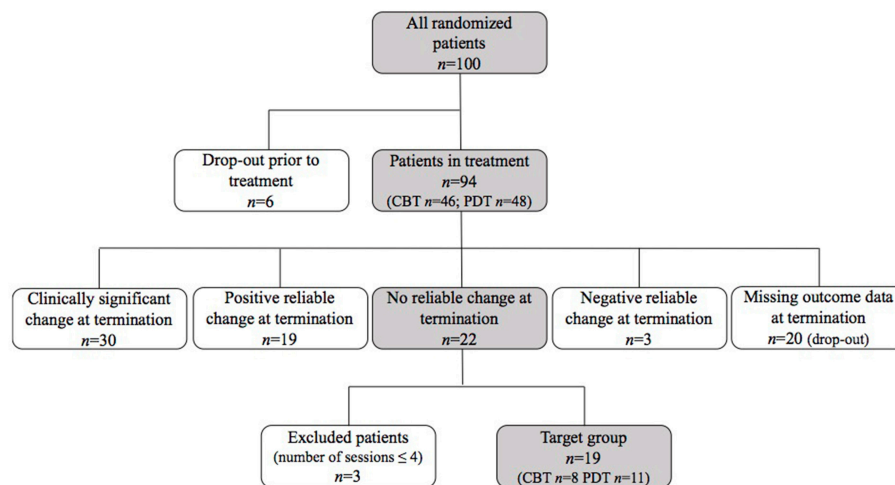 All randomized
patients
n=100
Drop-out prior to
treatment
n=6
Patients in treatment
n=94
(CBT n=46; PDT n=48)
Clinically significant
change at termination
n=30
Positive reliable
change at termination
n=19
No reliable change at
termination
n=22
Negative reliable
change at termination
n=3
Missing outcome data
at termination
n=20 (drop-out)
Excluded patients
(number of sessions ≤ 4)
n=3
Target group
n=19
(CBT n=8 PDT n=11)